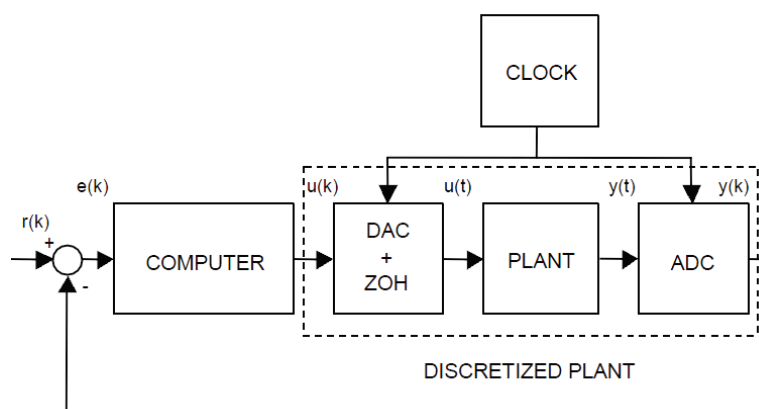 CLOCK
e(k)
u(k)
u(t)
y(t)
y(k)
r(k)
+
-
COMPUTER
DAC
+
ZOH
PLANT
ADC
DISCRETIZED PLANT